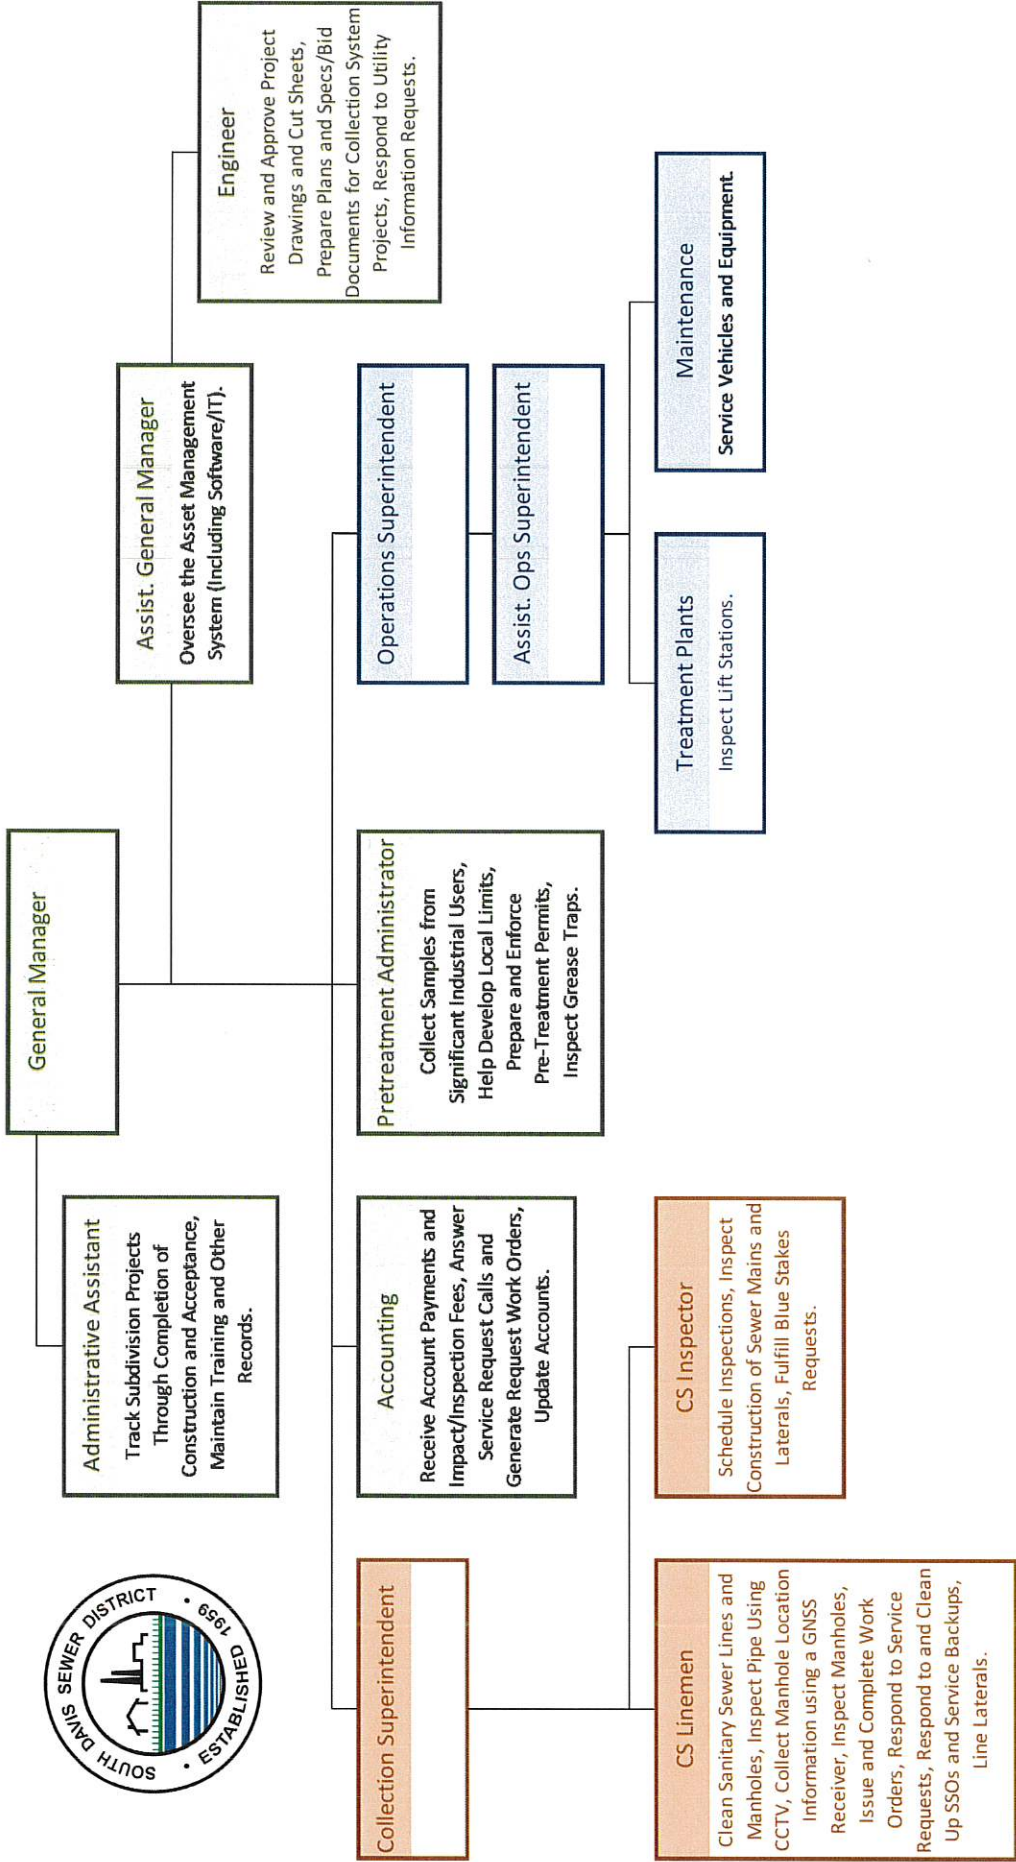 SOUTH DAVIS SEWER DISTRICT
• ESTABLISHED 1959 •
General Manager
Administrative Assistant
Track Subdivision Projects
Through Completion of
Construction and Acceptance,
Maintain Training and Other
Records.
Assist. General Manager
Oversee the Asset Management
System (Including Software/IT).
Engineer
Review and Approve Project
Drawings and Cut Sheets,
Prepare Plans and Specs/Bid
Documents for Collection System
Projects, Respond to Utility
Information Requests.
Collection Superintendent
Accounting
Receive Account Payments and
Impact/Inspection Fees, Answer
Service Request Calls and
Generate Request Work Orders,
Update Accounts.
Pretreatment Administrator
Collect Samples from
Significant Industrial Users,
Help Develop Local Limits,
Prepare and Enforce
Pre-Treatment Permits,
Inspect Grease Traps.
Operations Superintendent
Assist. Ops Superintendent
CS Linemen
Clean Sanitary Sewer Lines and
Manholes, Inspect Pipe Using
CCTV, Collect Manhole Location
Information using a GNSS
Receiver, Inspect Manholes,
Issue and Complete Work
Orders, Respond to Service
Requests, Respond to and Clean
Up SSOs and Service Backups,
Line Laterals.
CS Inspector
Schedule Inspections, Inspect
Construction of Sewer Mains and
Laterals, Fulfill Blue Stakes
Requests.
Treatment Plants
Inspect Lift Stations.
Maintenance
Service Vehicles and Equipment.